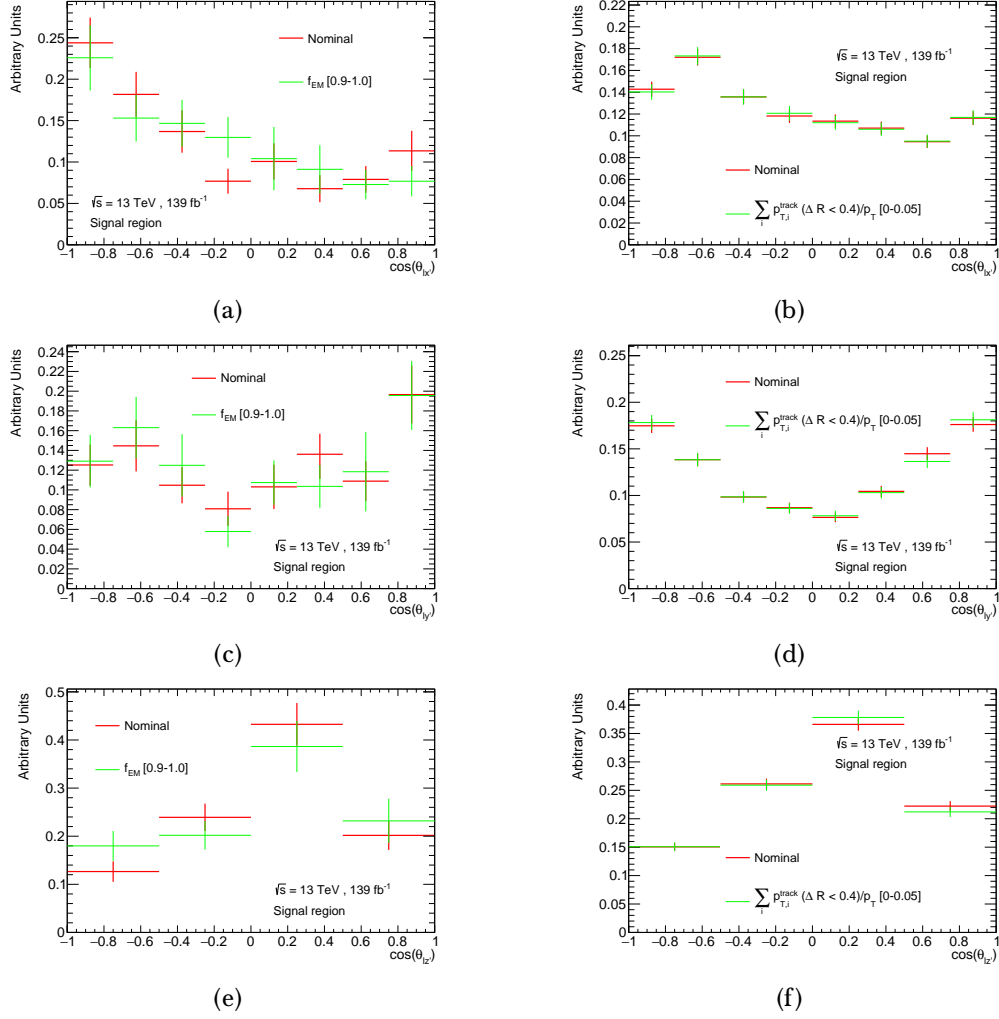 Arbitrary Units
0.25
0.2
0.15
0.1
0.05
0
Nominal
f_EM [0.9-1.0]
√s = 13 TeV , 139 fb⁻¹
Signal region
−1 −0.8 −0.6 −0.4 −0.2 0 0.2 0.4 0.6 0.8 1
cos(θ_lx')
(a)
Arbitrary Units
0.22
0.2
0.18
0.16
0.14
0.12
0.1
0.08
0.06
0.04
0.02
0
√s = 13 TeV , 139 fb⁻¹
Signal region
Nominal
∑_i p_T,i^track (Δ R < 0.4)/p_T [0-0.05]
−1 −0.8 −0.6 −0.4 −0.2 0 0.2 0.4 0.6 0.8 1
cos(θ_lx')
(b)
Arbitrary Units
0.24
0.22
0.2
0.18
0.16
0.14
0.12
0.1
0.08
0.06
0.04
0.02
0
Nominal
f_EM [0.9-1.0]
√s = 13 TeV , 139 fb⁻¹
Signal region
−1 −0.8 −0.6 −0.4 −0.2 0 0.2 0.4 0.6 0.8 1
cos(θ_ly')
(c)
Arbitrary Units
0.25
0.2
0.15
0.1
0.05
0
Nominal
∑_i p_T,i^track (Δ R < 0.4)/p_T [0-0.05]
√s = 13 TeV , 139 fb⁻¹
Signal region
−1 −0.8 −0.6 −0.4 −0.2 0 0.2 0.4 0.6 0.8 1
cos(θ_ly')
(d)
Arbitrary Units
0.5
0.4
0.3
0.2
0.1
0
Nominal
f_EM [0.9-1.0]
√s = 13 TeV , 139 fb⁻¹
Signal region
−1 −0.8 −0.6 −0.4 −0.2 0 0.2 0.4 0.6 0.8 1
cos(θ_lz')
(e)
Arbitrary Units
0.4
0.35
0.3
0.25
0.2
0.15
0.1
0.05
0
√s = 13 TeV , 139 fb⁻¹
Signal region
Nominal
∑_i p_T,i^track (Δ R < 0.4)/p_T [0-0.05]
−1 −0.8 −0.6 −0.4 −0.2 0 0.2 0.4 0.6 0.8 1
cos(θ_lz')
(f)